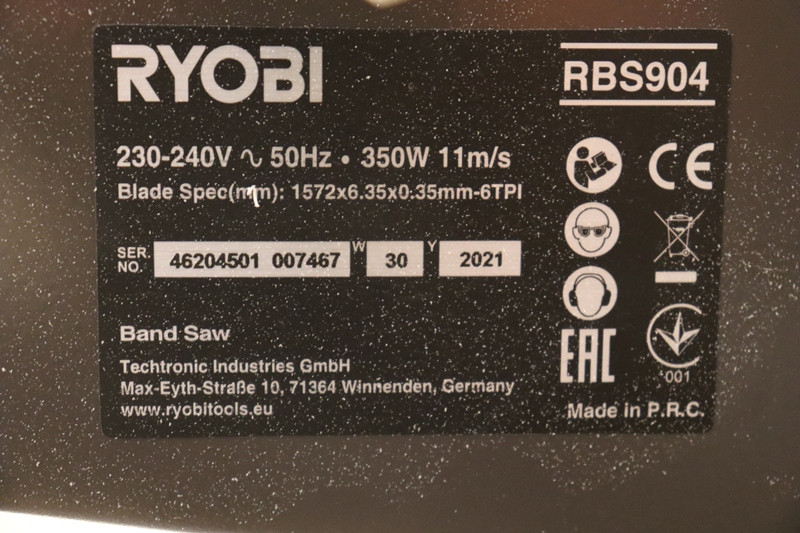 RYOBI
RBS904
230-240V ∿ 50Hz • 350W 11m/s
Blade Spec(mm): 1572x6.35x0.35mm-6TPI
SER. NO. 46204501 007467 W 30 Y 2021
Band Saw
Techtronic Industries GmbH
Max-Eyth-Straße 10, 71364 Winnenden, Germany
www.ryobitools.eu
CE
EAC
001
Made in P.R.C.